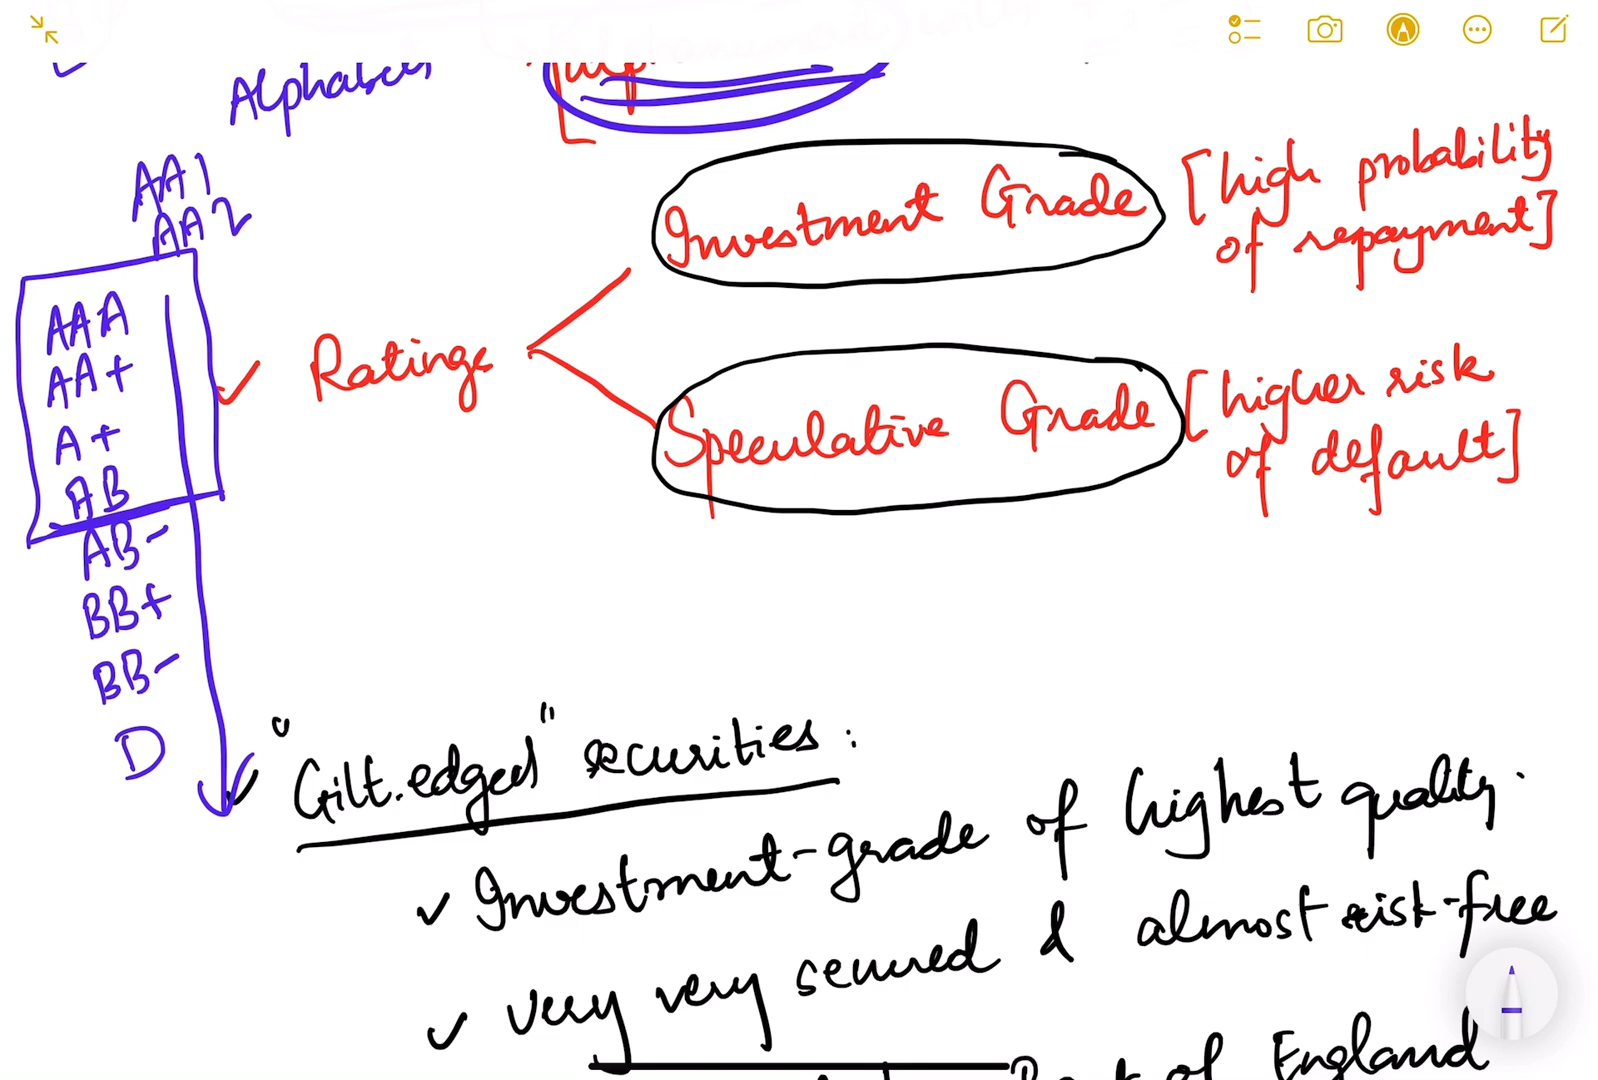 Alphabet
AA1
AA2
AAA
AA+
A+
AB
AB-
BB+
BB-
D
Ratings
Investment Grade [high probability
of repayment]
Speculative Grade [higher risk
of default]
"Gilt.edged" securities:
✓ Investment-grade of highest quality.
✓ very very secured & almost risk-free
of England